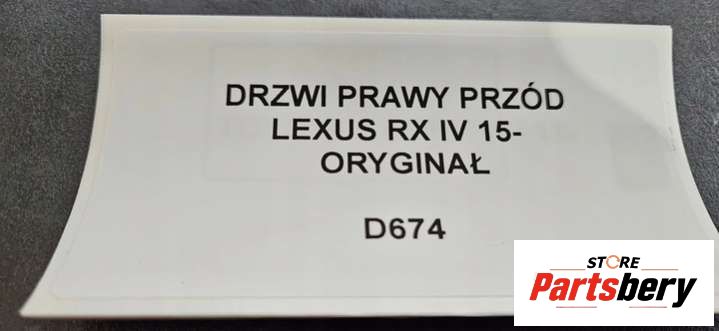 DRZWI PRAWY PRZÓD
LEXUS RX IV 15-
ORYGINAŁ
D674
STORE
Partsbery